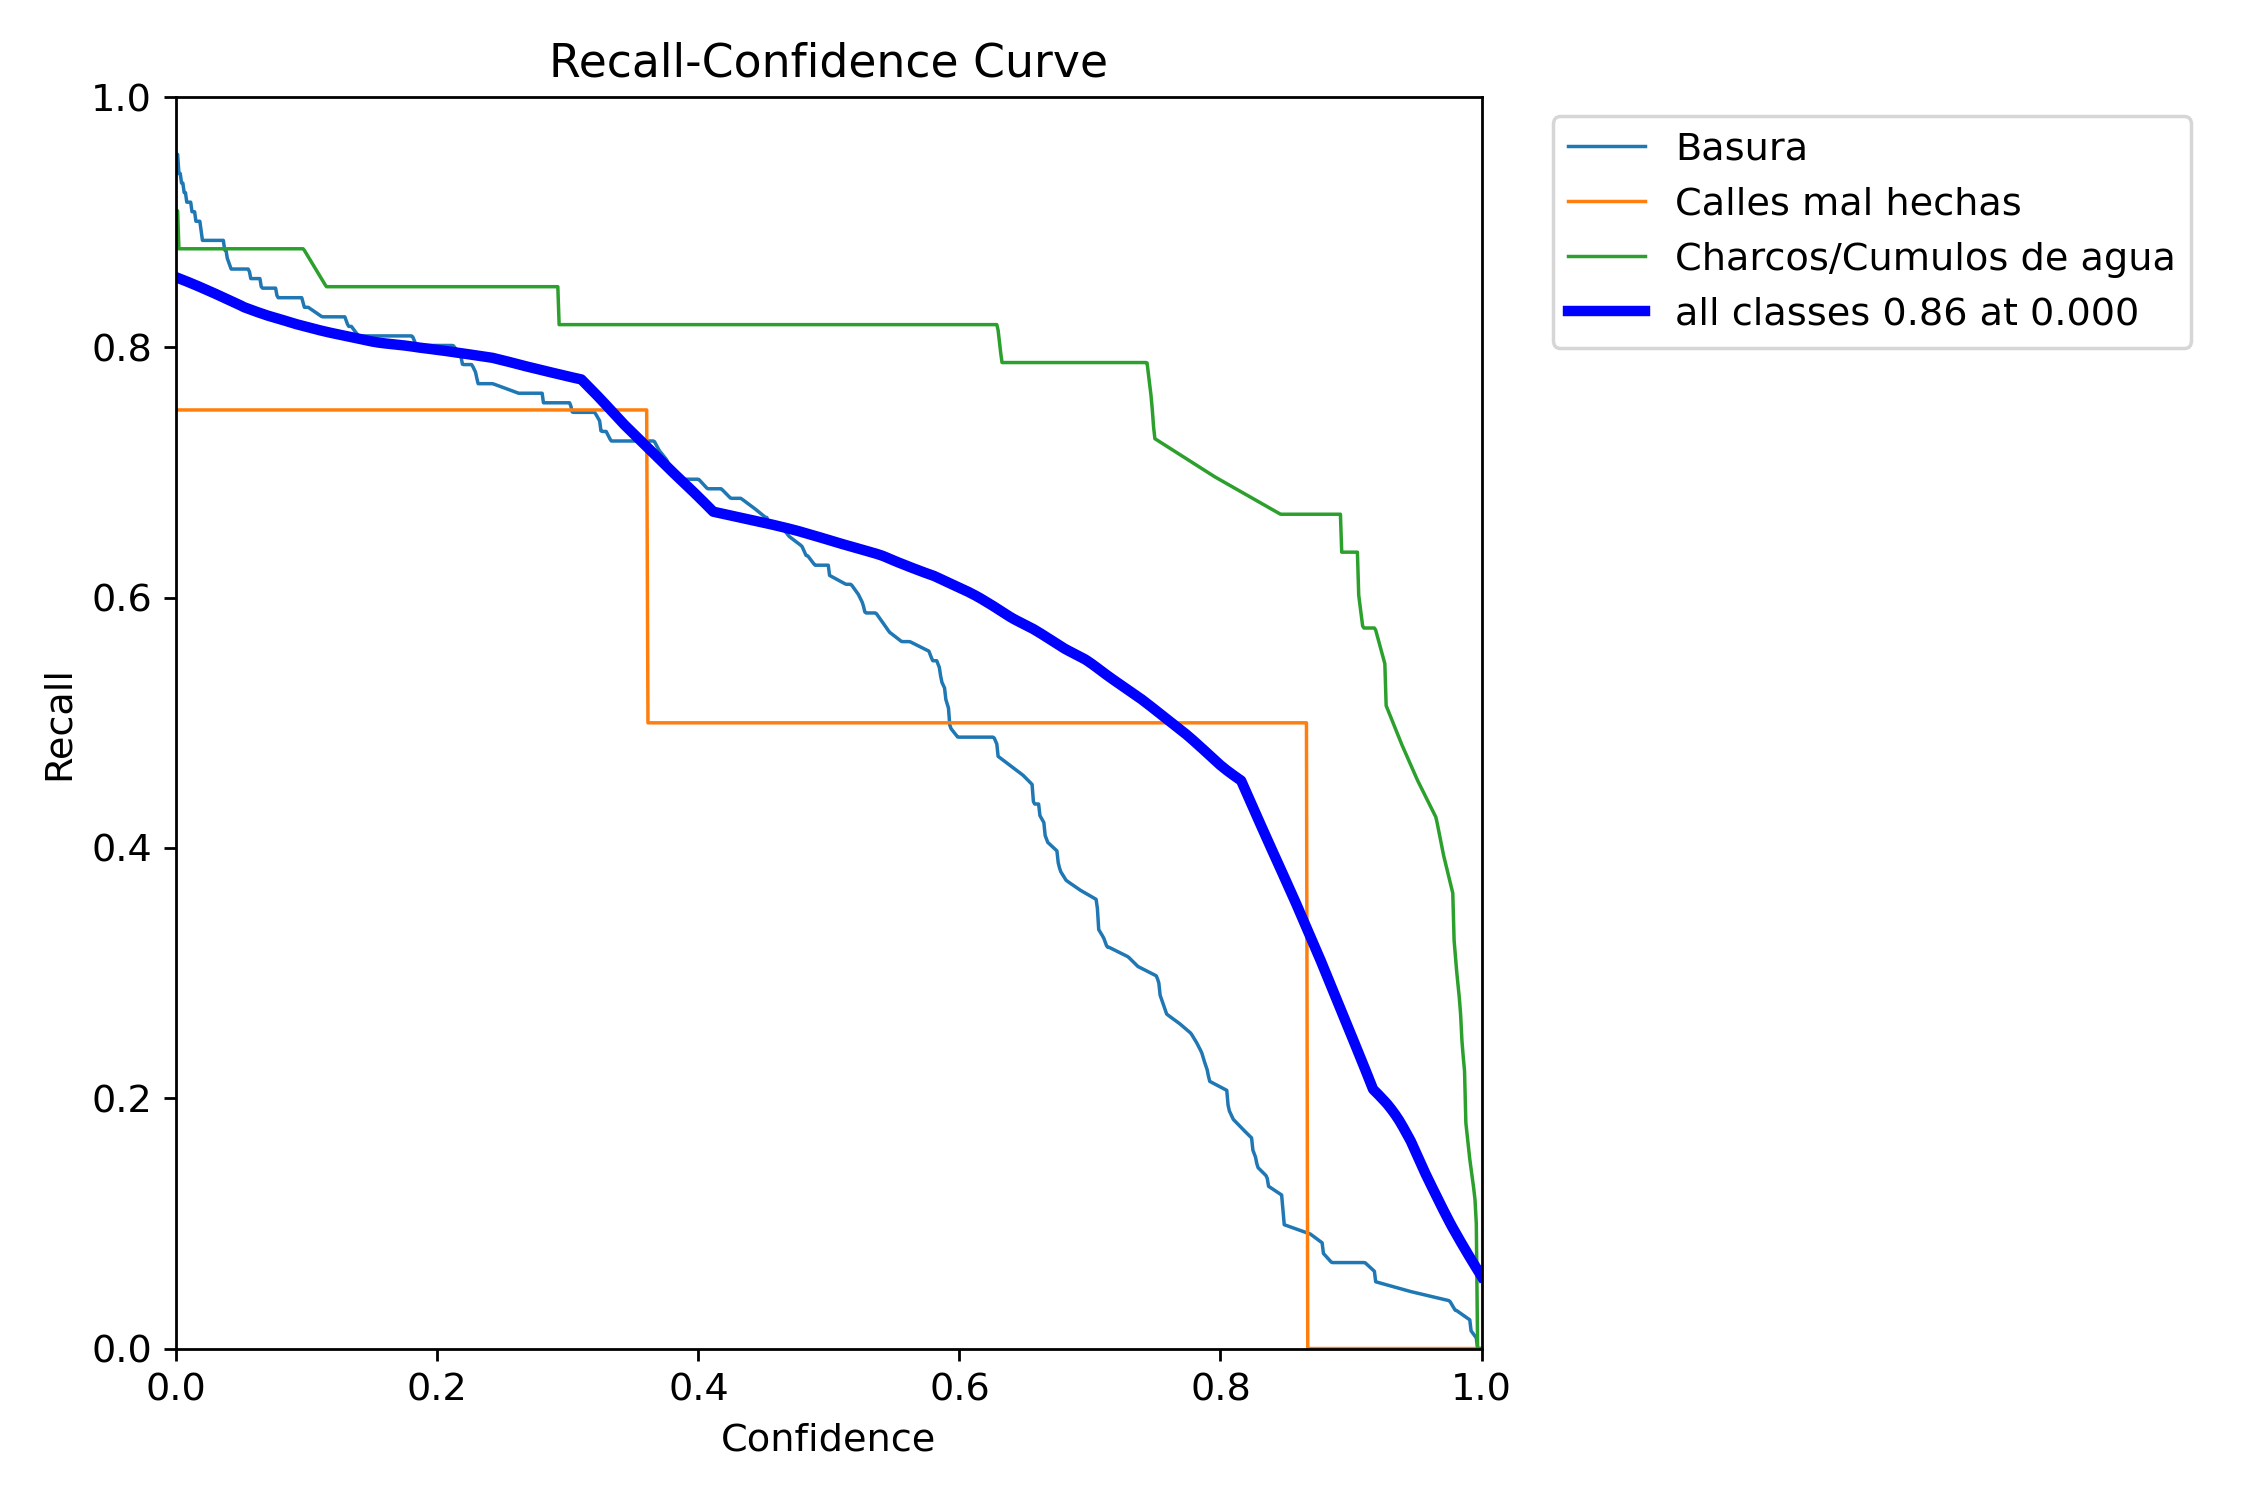 Recall-Confidence Curve
1.0
0.8
0.6
0.4
0.2
0.0
Recall
0.0 0.2 0.4 0.6 0.8 1.0
Confidence
Basura
Calles mal hechas
Charcos/Cumulos de agua
all classes 0.86 at 0.000